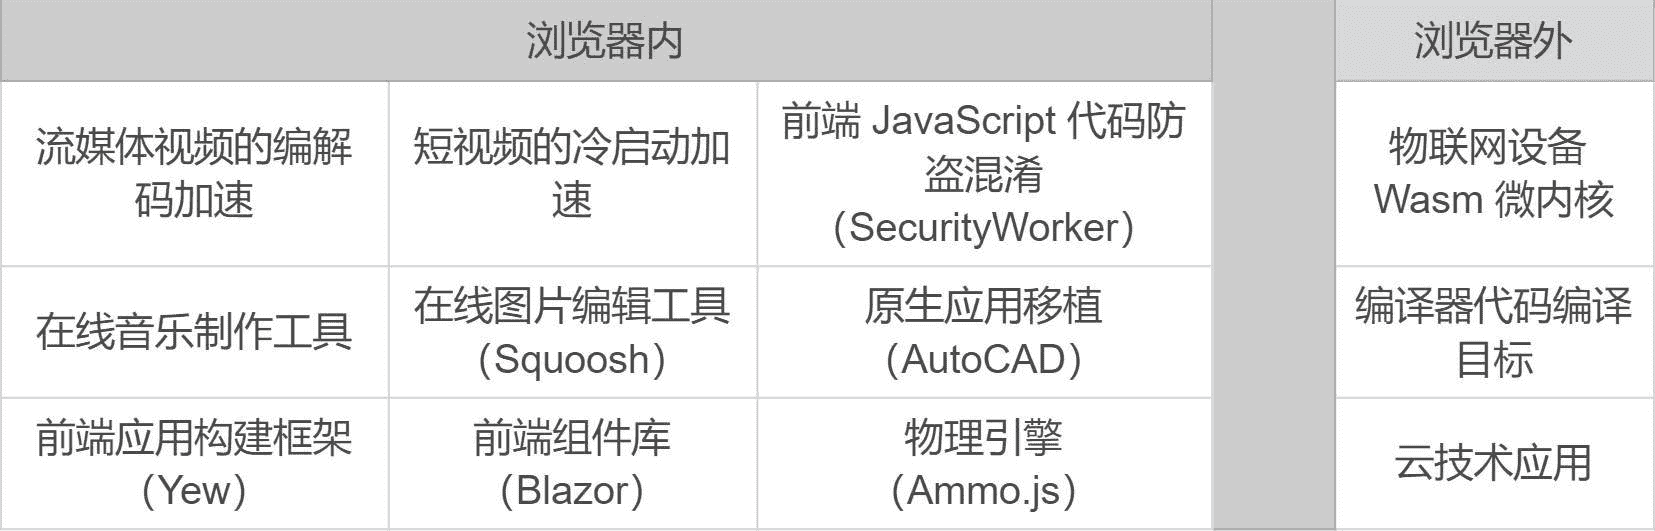 浏览器内
浏览器外
流媒体视频的编解
码加速
短视频的冷启动加
速
前端 JavaScript 代码防
盗混淆
（SecurityWorker）
物联网设备
Wasm 微内核
在线音乐制作工具
在线图片编辑工具
（Squoosh）
原生应用移植
（AutoCAD）
编译器代码编译
目标
前端应用构建框架
（Yew）
前端组件库
（Blazor）
物理引擎
（Ammo.js）
云技术应用